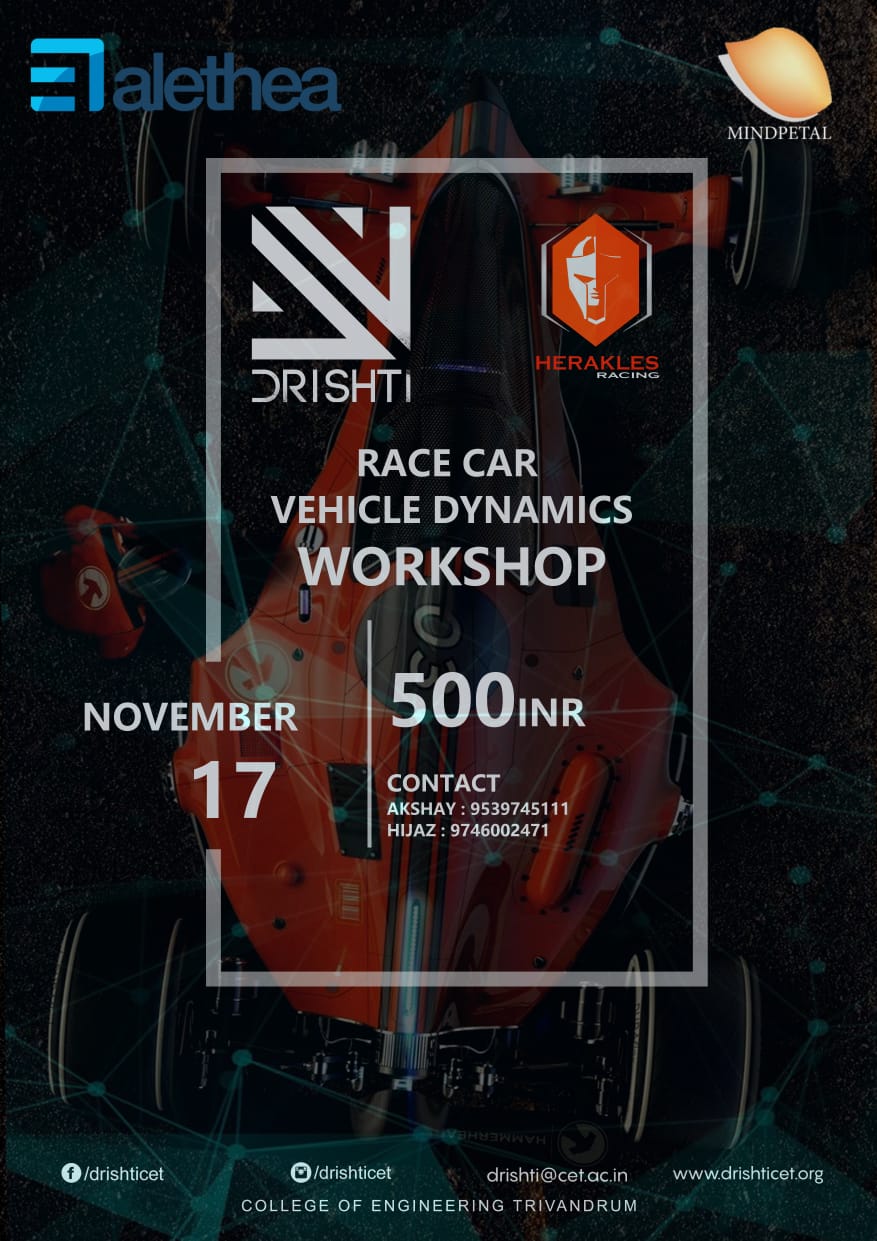 alethea
MINDPETAL
DRISHTI
HERAKLES
RACING
RACE CAR
VEHICLE DYNAMICS
WORKSHOP
NOVEMBER
17
500INR
CONTACT
AKSHAY : 9539745111
HIJAZ : 9746002471
HAMMERHEAD
/drishticet
/drishticet
drishti@cet.ac.in
www.drishticet.org
COLLEGE OF ENGINEERING TRIVANDRUM